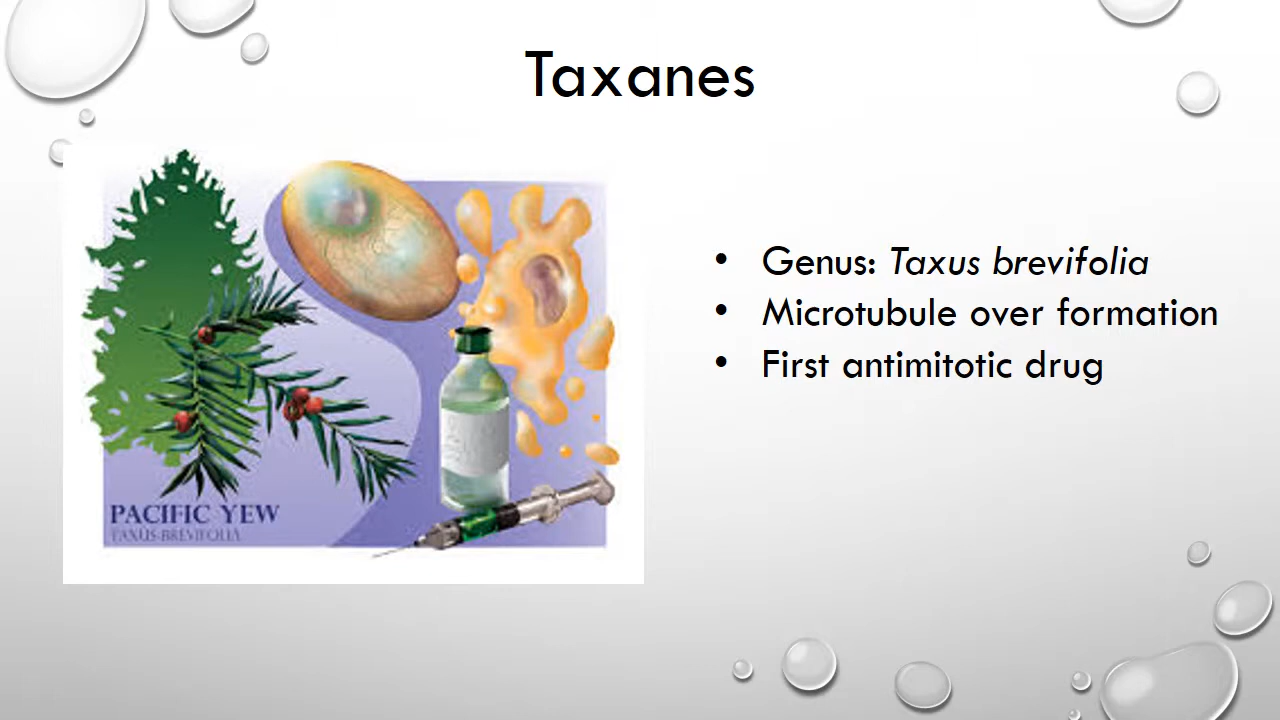 Taxanes
PACIFIC YEW
TAXUS-BREVIFOLIA
• Genus: Taxus brevifolia
• Microtubule over formation
• First antimitotic drug